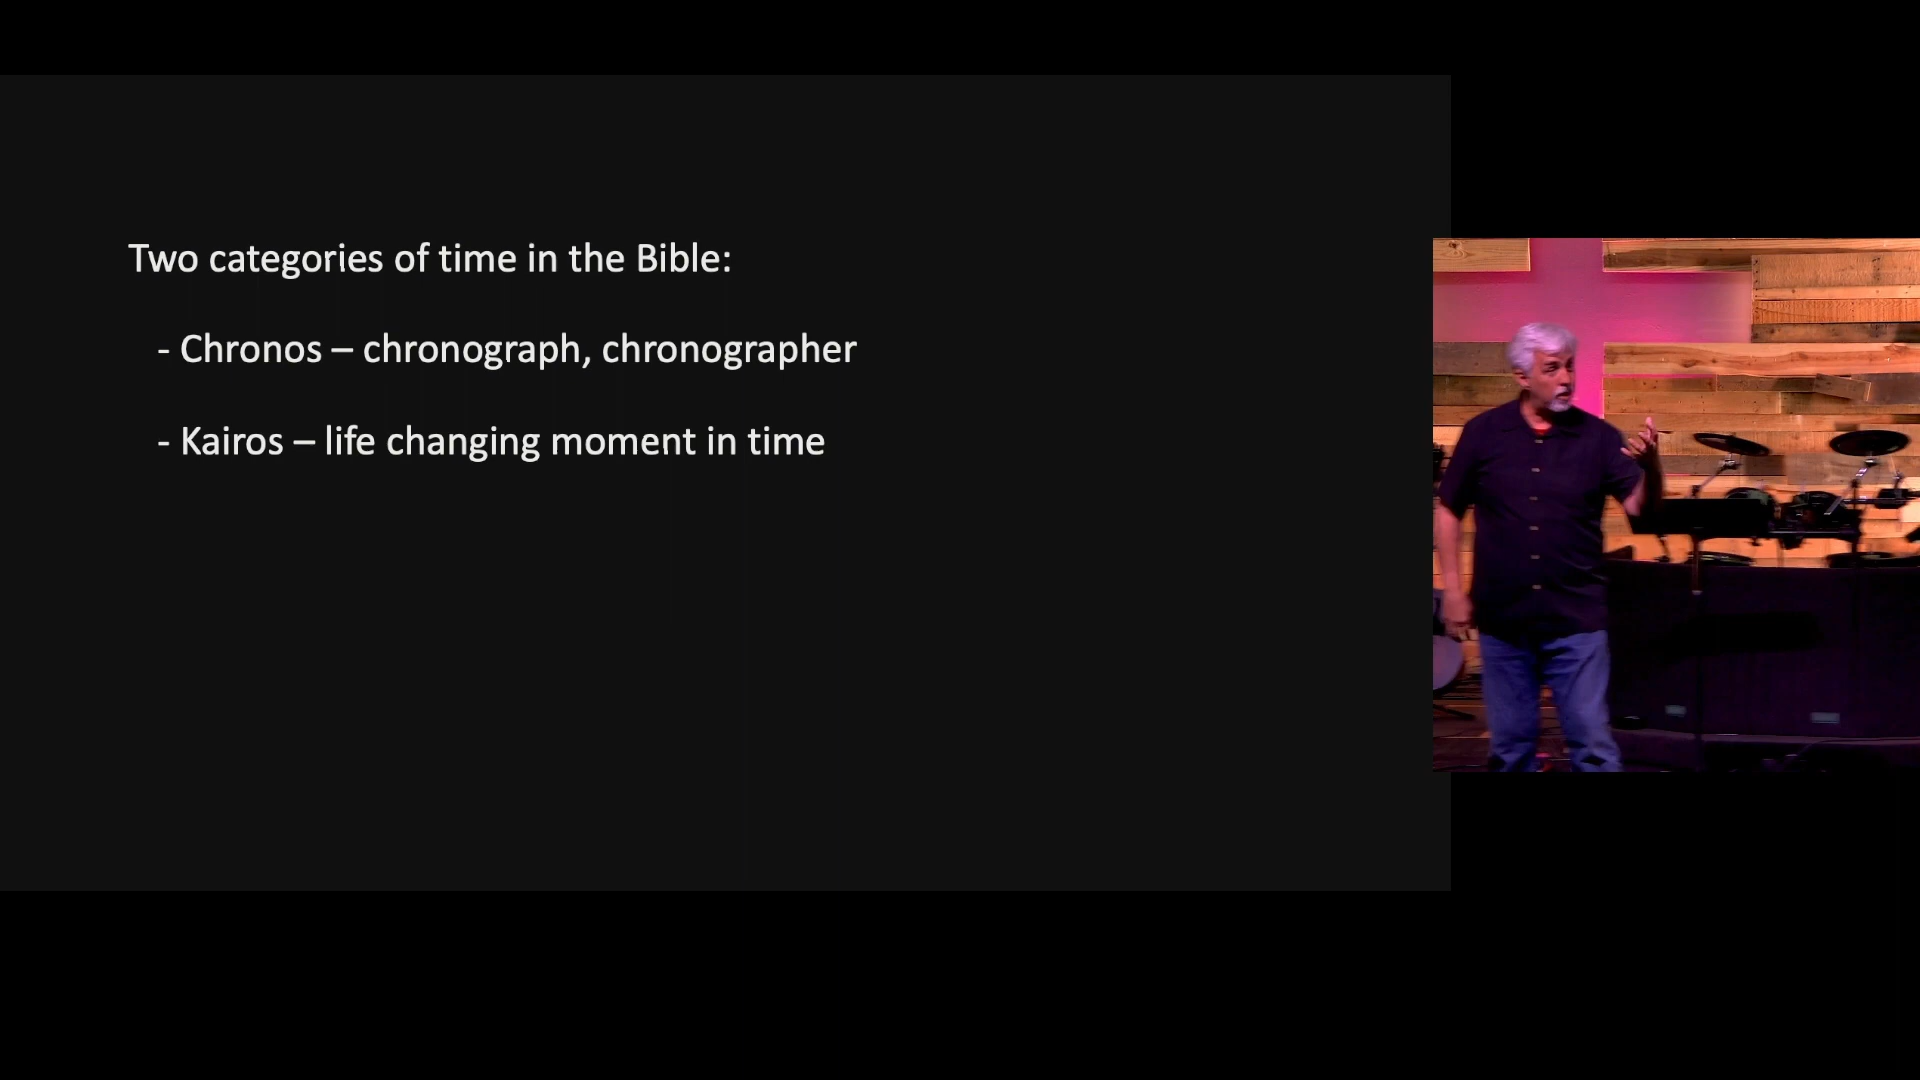 Two categories of time in the Bible:
- Chronos – chronograph, chronographer
- Kairos – life changing moment in time